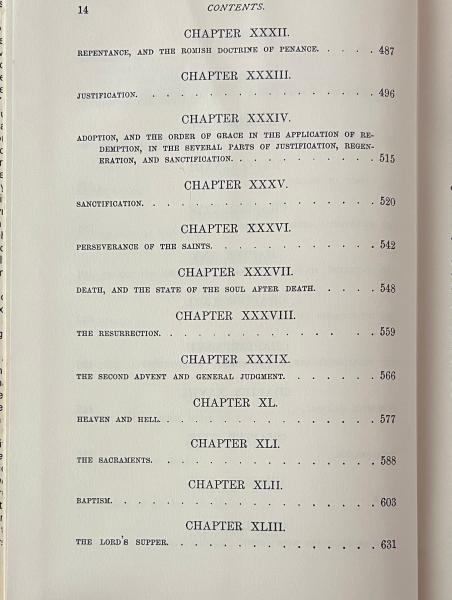 14 CONTENTS.
CHAPTER XXXII.
REPENTANCE, AND THE ROMISH DOCTRINE OF PENANCE. . . . . 487
CHAPTER XXXIII.
JUSTIFICATION. . . . . . . . . . . . . . . . 496
CHAPTER XXXIV.
ADOPTION, AND THE ORDER OF GRACE IN THE APPLICATION OF RE-
DEMPTION, IN THE SEVERAL PARTS OF JUSTIFICATION, REGEN-
ERATION, AND SANCTIFICATION. . . . . . . . . . 515
CHAPTER XXXV.
SANCTIFICATION. . . . . . . . . . . . . . . . 520
CHAPTER XXXVI.
PERSEVERANCE OF THE SAINTS. . . . . . . . . . . . 542
CHAPTER XXXVII.
DEATH, AND THE STATE OF THE SOUL AFTER DEATH. . . . . 548
CHAPTER XXXVIII.
THE RESURRECTION. . . . . . . . . . . . . . 559
CHAPTER XXXIX.
THE SECOND ADVENT AND GENERAL JUDGMENT. . . . . . . 566
CHAPTER XL.
HEAVEN AND HELL. . . . . . . . . . . . . . . 577
CHAPTER XLI.
THE SACRAMENTS. . . . . . . . . . . . . . . 588
CHAPTER XLII.
BAPTISM. . . . . . . . . . . . . . . . . . 603
CHAPTER XLIII.
THE LORD'S SUPPER. . . . . . . . . . . . . . 631